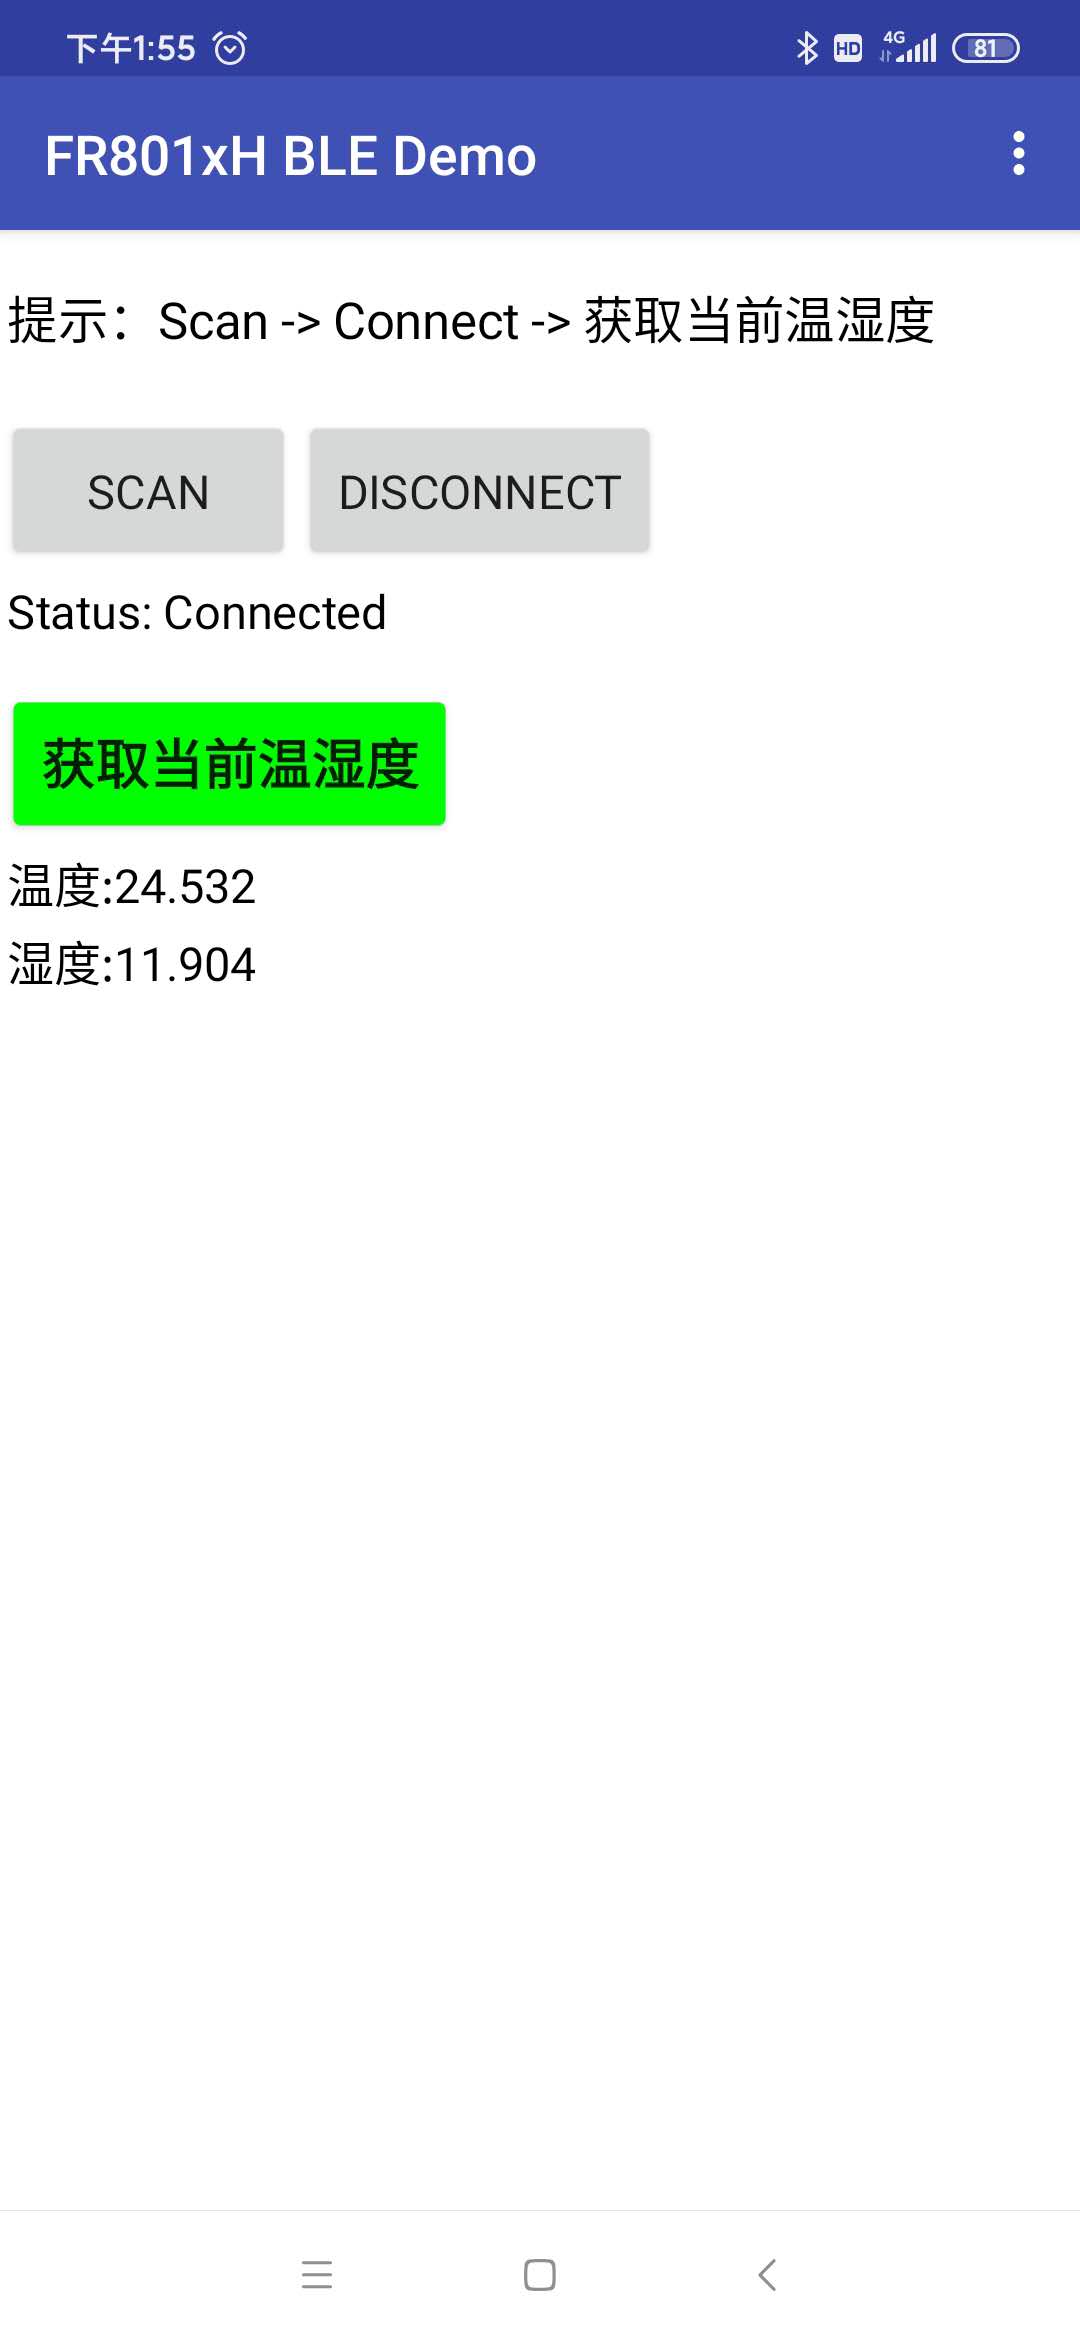 下午1:55 HD 4G 81
FR801xH BLE Demo
提示：Scan -> Connect -> 获取当前温湿度
SCAN DISCONNECT
Status: Connected
获取当前温湿度
温度:24.532
湿度:11.904